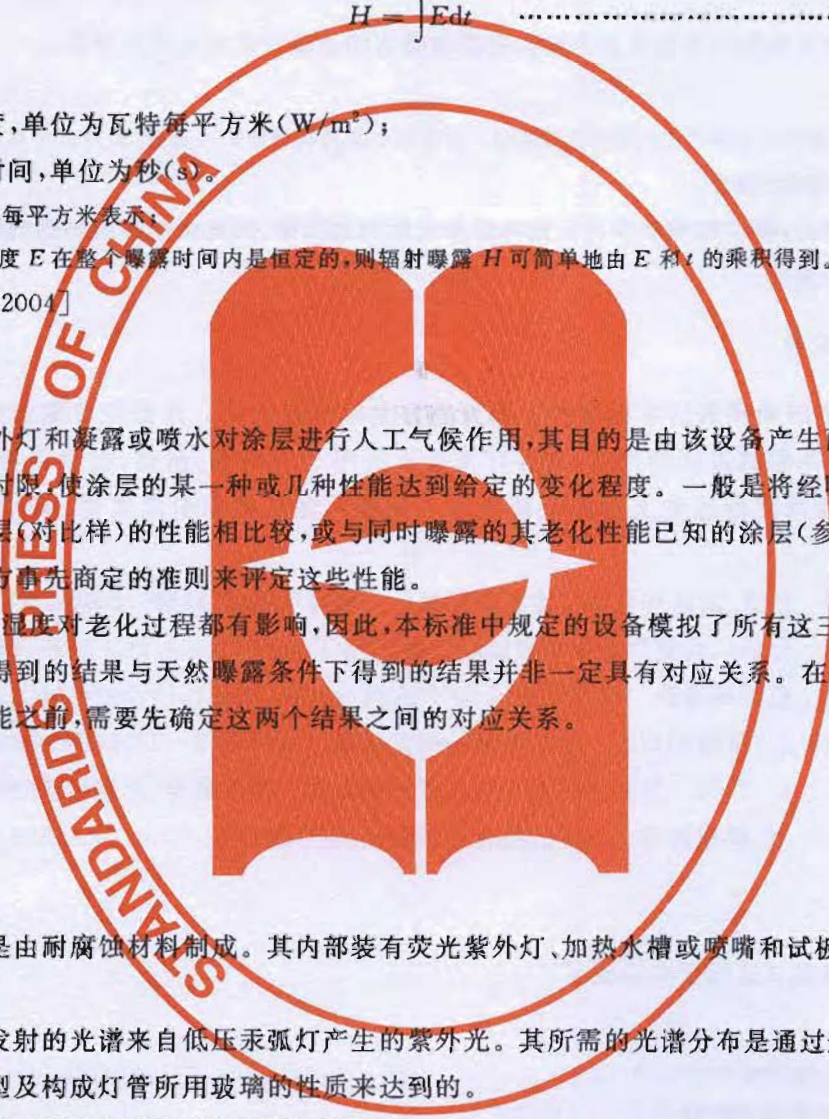 H = ∫Edt ……………………
度,单位为瓦特每平方米(W/m²);
时间,单位为秒(s)。
每平方米表示;
度 E 在整个曝露时间内是恒定的,则辐射曝露 H 可简单地由 E 和 t 的乘积得到。
2004]
外灯和凝露或喷水对涂层进行人工气候作用,其目的是由该设备产生
时限,使涂层的某一种或几种性能达到给定的变化程度。一般是将经
层(对比样)的性能相比较,或与同时曝露的其老化性能已知的涂层(参
方事先商定的准则来评定这些性能。
湿度对老化过程都有影响,因此,本标准中规定的设备模拟了所有这三
得到的结果与天然曝露条件下得到的结果并非一定具有对应关系。在
能之前,需要先确定这两个结果之间的对应关系。
是由耐腐蚀材料制成。其内部装有荧光紫外灯、加热水槽或喷嘴和试板
发射的光谱来自低压汞弧灯产生的紫外光。其所需的光谱分布是通过
型及构成灯管所用玻璃的性质来达到的。
STANDARDS PRESS OF CHINA